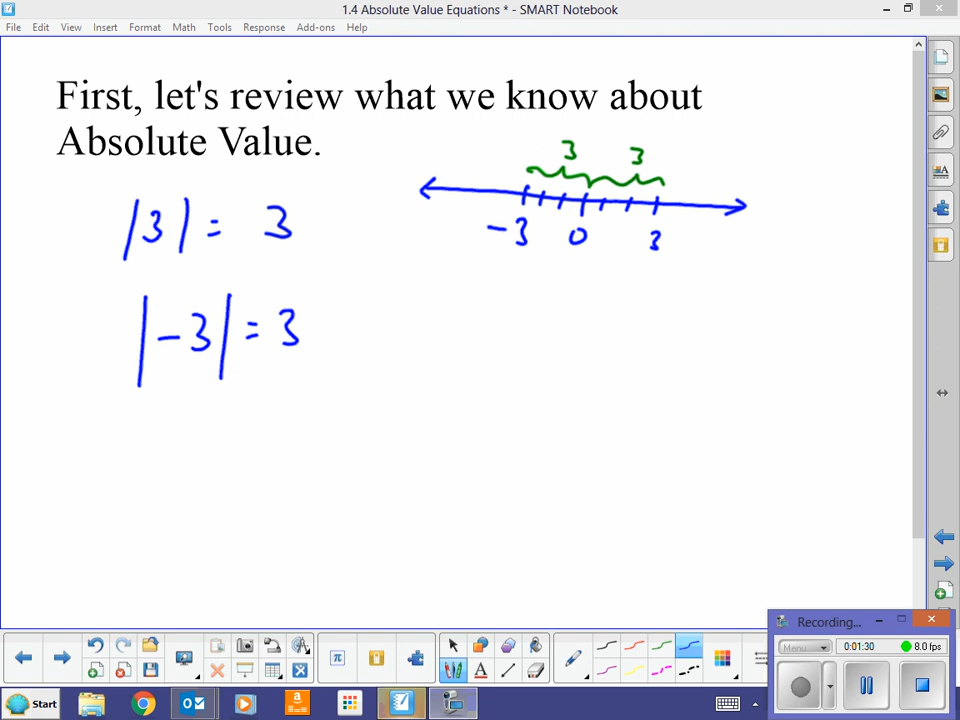 1.4 Absolute Value Equations * - SMART Notebook
File Edit View Insert Format Math Tools Response Add-ons Help
First, let's review what we know about
Absolute Value.
3 3
|3| = 3
-3 0 3
|-3| = 3
Recording...
Menu 0:01:30 8.0 fps
Start